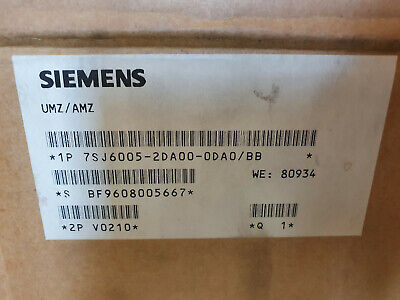 SIEMENS
UMZ/AMZ
*1P 7SJ6005-2DA00-0DA0/BB *
WE: 80934
*S BF9608005667*
*2P V0210* *Q 1*